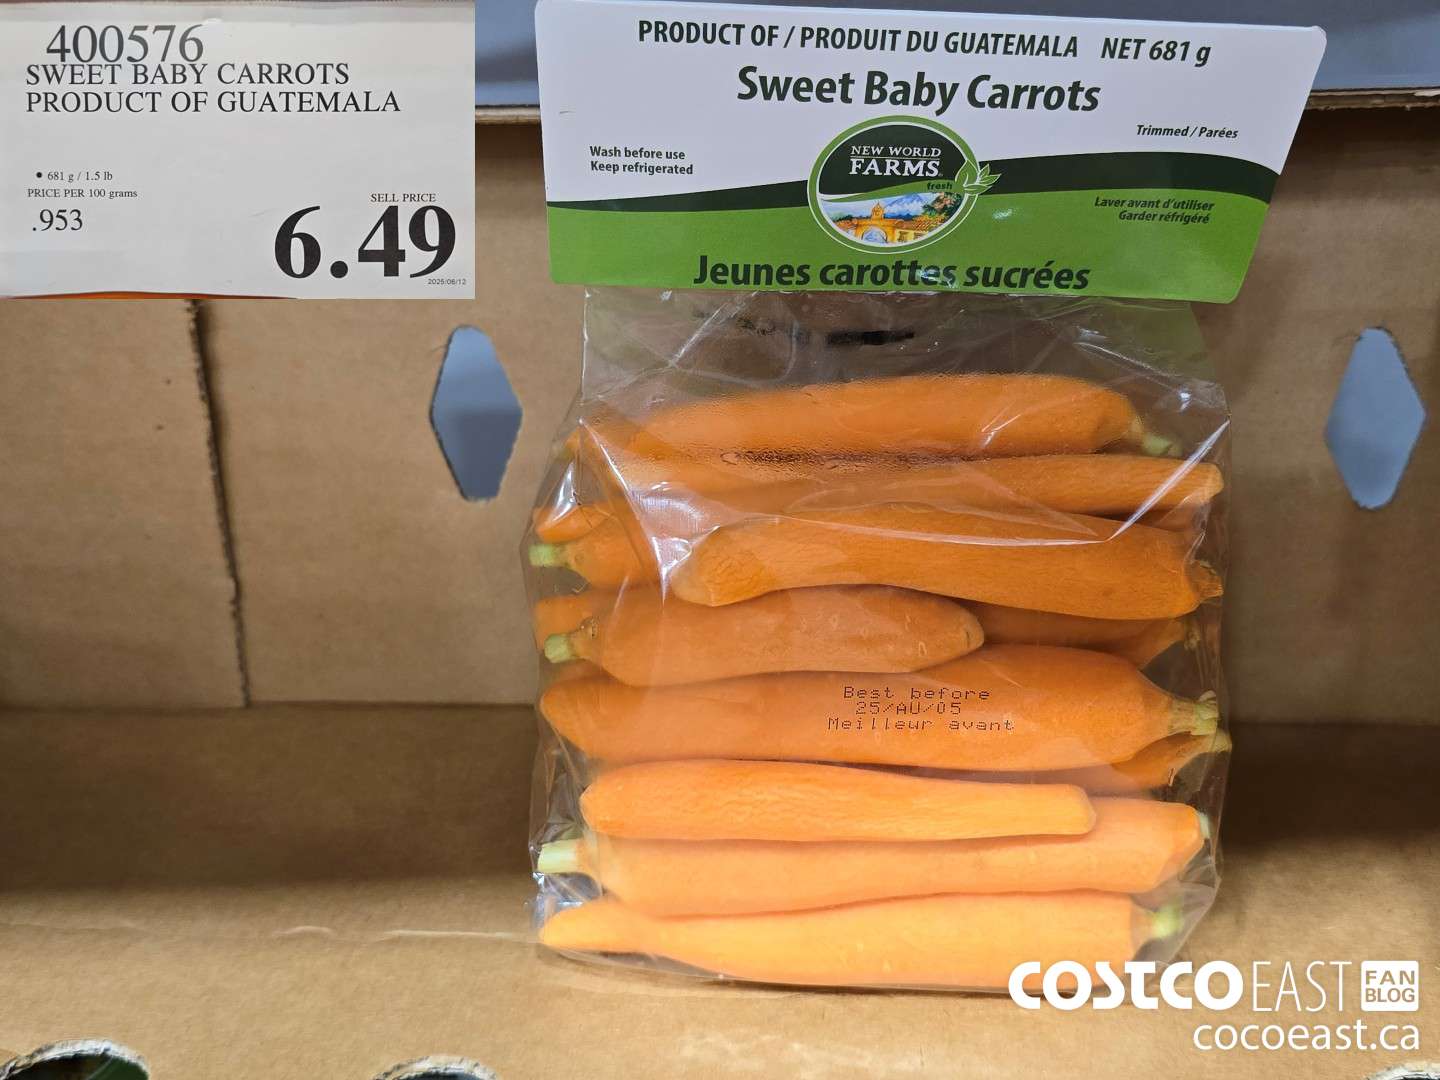 400576
SWEET BABY CARROTS
PRODUCT OF GUATEMALA
• 681 g / 1.5 lb
PRICE PER 100 grams
.953
SELL PRICE
6.49
2025/06/12
PRODUCT OF / PRODUIT DU GUATEMALA NET 681 g
Sweet Baby Carrots
Trimmed / Parées
Wash before use
Keep refrigerated
NEW WORLD
FARMS
fresh
Laver avant d'utiliser
Garder réfrigéré
Jeunes carottes sucrées
Best before
25/AU/05
Meilleur avant
COSTCO EAST FAN
BLOG
cocoeast.ca